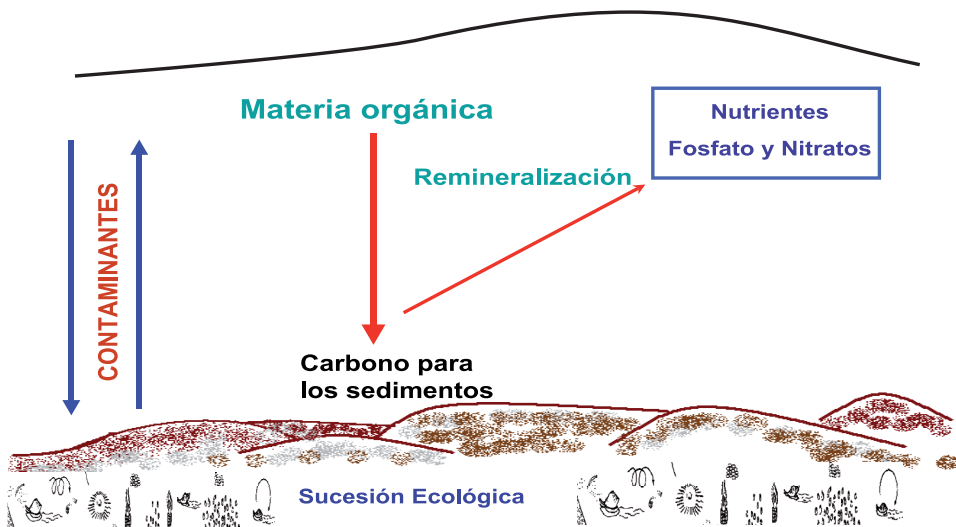 Materia orgánica
Nutrientes
Fosfato y Nitratos
Remineralización
CONTAMINANTES
Carbono para
los sedimentos
Sucesión Ecológica